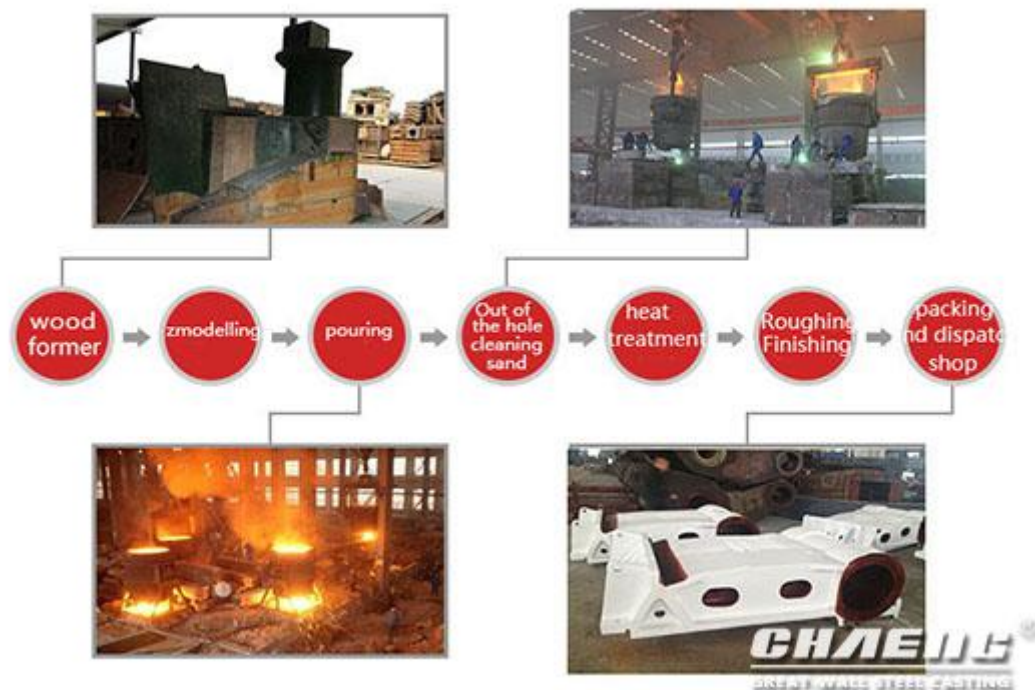 wood
former
zmodelling
pouring
Out of
the hole
cleaning
sand
heat
treatment
Roughing
Finishing
packing
nd dispatc
shop
CHAENG
GREAT WALL STEEL CASTING